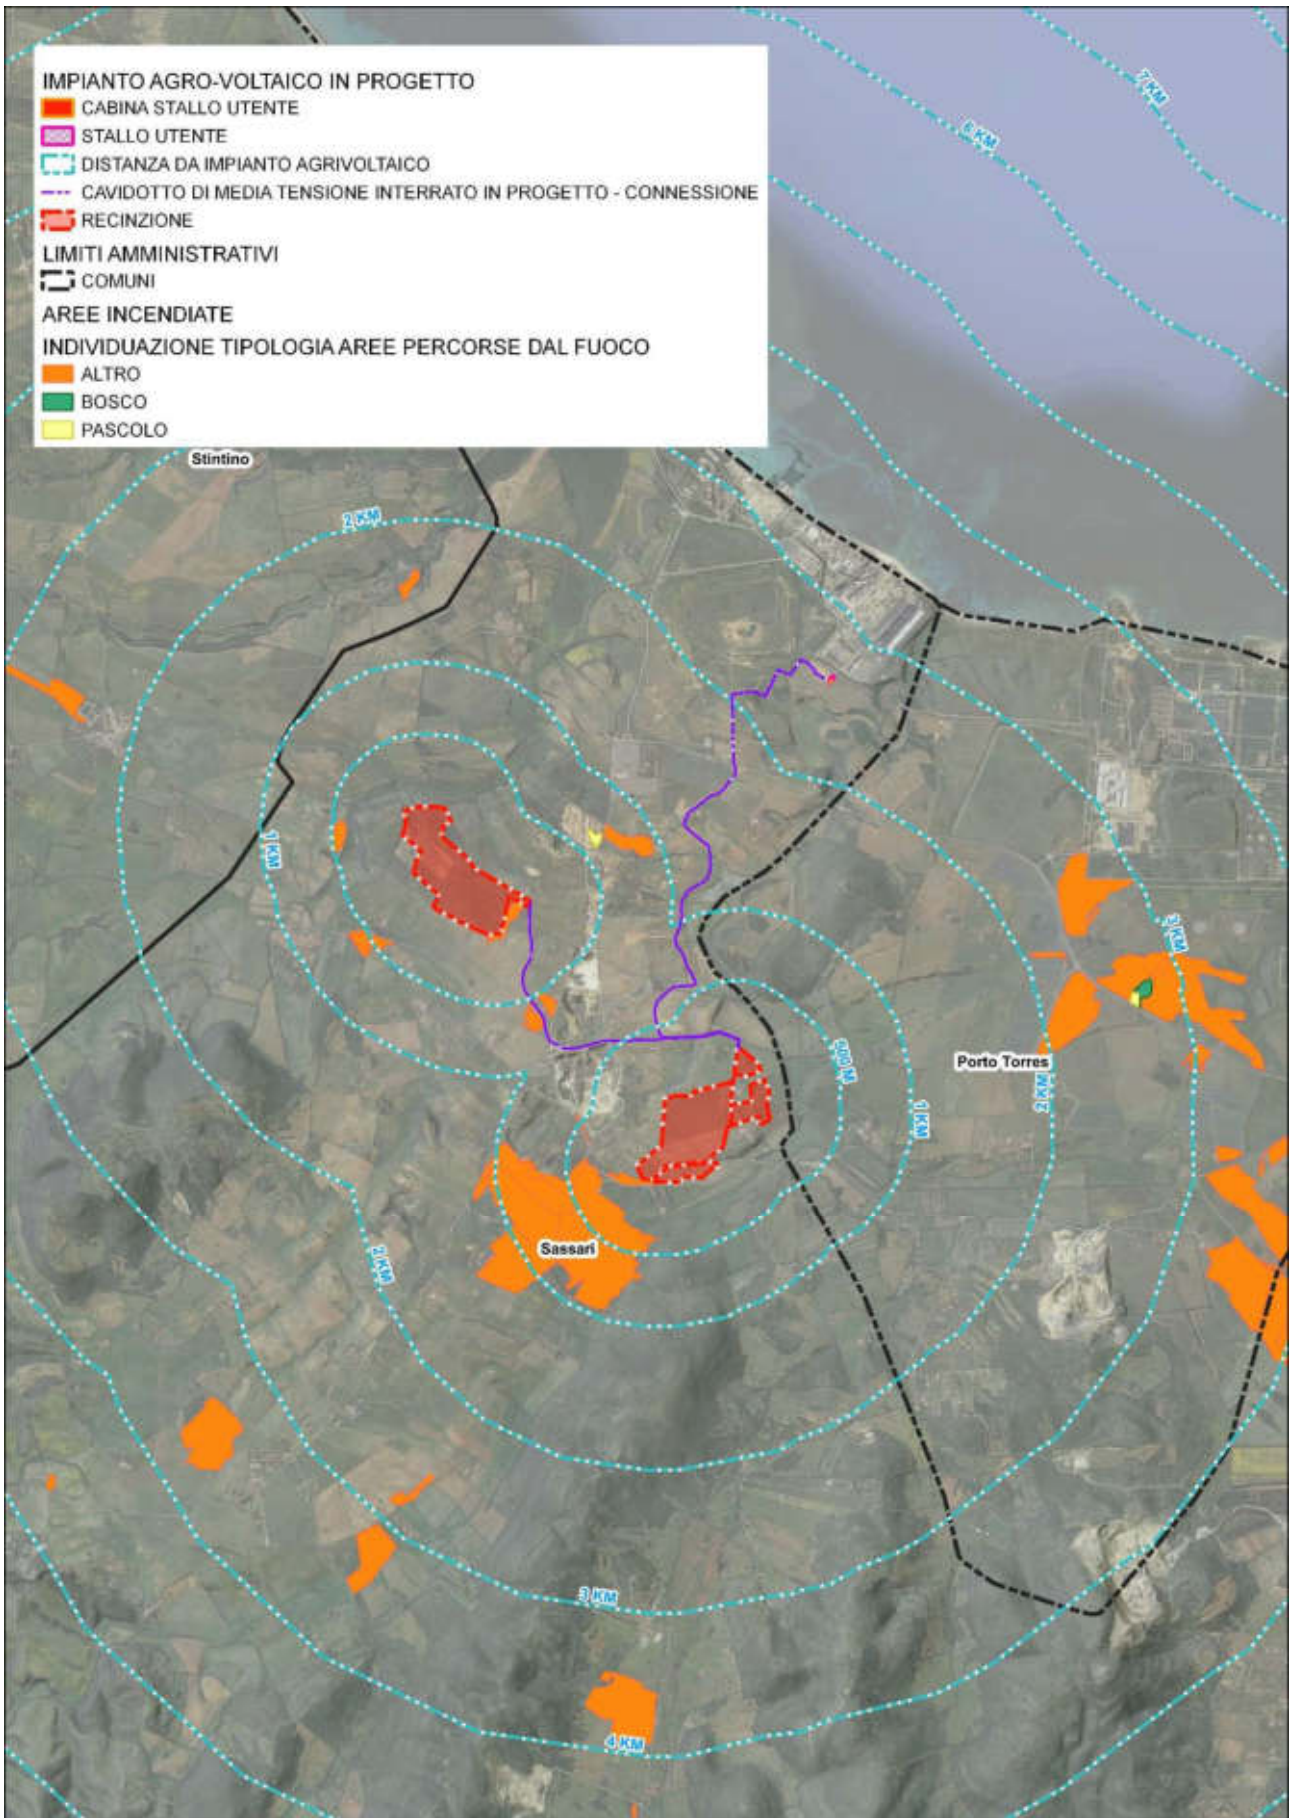 IMPIANTO AGRO-VOLTAICO IN PROGETTO
CABINA STALLO UTENTE
STALLO UTENTE
DISTANZA DA IMPIANTO AGRIVOLTAICO
CAVIDOTTO DI MEDIA TENSIONE INTERRATO IN PROGETTO - CONNESSIONE
RECINZIONE
LIMITI AMMINISTRATIVI
COMUNI
AREE INCENDIATE
INDIVIDUAZIONE TIPOLOGIA AREE PERCORSE DAL FUOCO
ALTRO
BOSCO
PASCOLO
7 KM
6 KM
Stintino
2 KM
1 KM
3 KM
500 M
Porto Torres
2 KM
1 KM
Sassari
2 KM
3 KM
4 KM